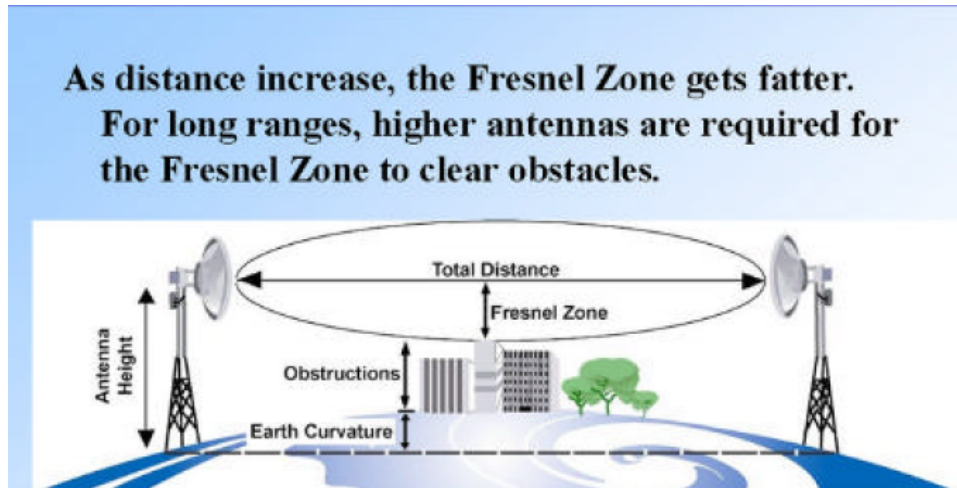 As distance increase, the Fresnel Zone gets fatter.
For long ranges, higher antennas are required for
the Fresnel Zone to clear obstacles.
Total Distance
Fresnel Zone
Antenna
Height
Obstructions
Earth Curvature